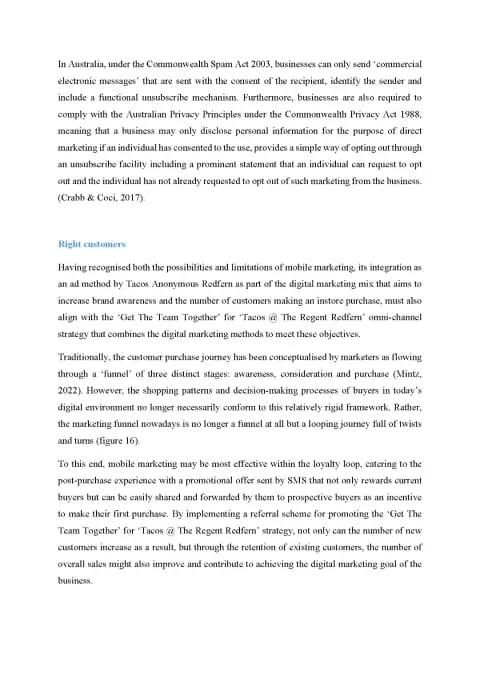 In Australia, under the Commonwealth Spam Act 2003, businesses can only send ‘commercial
electronic messages’ that are sent with the consent of the recipient, identify the sender and
include a functional unsubscribe mechanism. Furthermore, businesses are also required to
comply with the Australian Privacy Principles under the Commonwealth Privacy Act 1988,
meaning that a business may only disclose personal information for the purpose of direct
marketing if an individual has consented to the use, provides a simple way of opting out through
an unsubscribe facility including a prominent statement that an individual can request to opt
out and the individual has not already requested to opt out of such marketing from the business.
(Crabb & Coci, 2017).
Right customers
Having recognised both the possibilities and limitations of mobile marketing, its integration as
an ad method by Tacos Anonymous Redfern as part of the digital marketing mix that aims to
increase brand awareness and the number of customers making an instore purchase, must also
align with the ‘Get The Team Together’ for ‘Tacos @ The Regent Redfern’ omni-channel
strategy that combines the digital marketing methods to meet these objectives.
Traditionally, the customer purchase journey has been conceptualised by marketers as flowing
through a ‘funnel’ of three distinct stages: awareness, consideration and purchase (Mintz,
2022). However, the shopping patterns and decision-making processes of buyers in today’s
digital environment no longer necessarily conform to this relatively rigid framework. Rather,
the marketing funnel nowadays is no longer a funnel at all but a looping journey full of twists
and turns (figure 16).
To this end, mobile marketing may be most effective within the loyalty loop, catering to the
post-purchase experience with a promotional offer sent by SMS that not only rewards current
buyers but can be easily shared and forwarded by them to prospective buyers as an incentive
to make their first purchase. By implementing a referral scheme for promoting the ‘Get The
Team Together’ for ‘Tacos @ The Regent Redfern’ strategy, not only can the number of new
customers increase as a result, but through the retention of existing customers, the number of
overall sales might also improve and contribute to achieving the digital marketing goal of the
business.